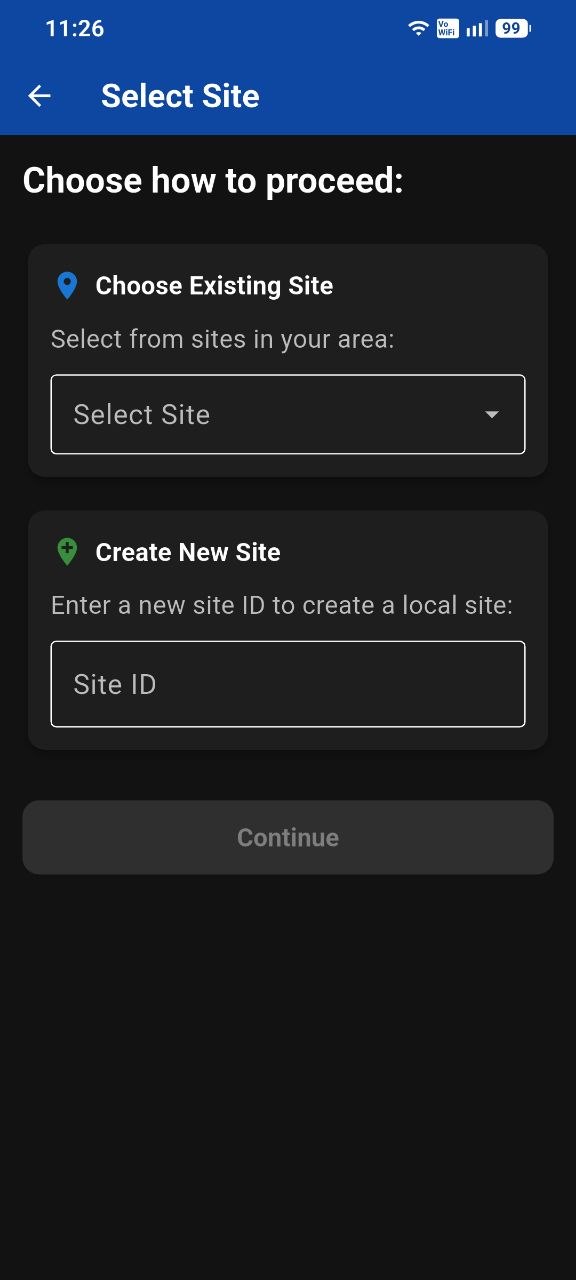 11:26
Vo
WiFi
99
Select Site
Choose how to proceed:
Choose Existing Site
Select from sites in your area:
Select Site
Create New Site
Enter a new site ID to create a local site:
Site ID
Continue